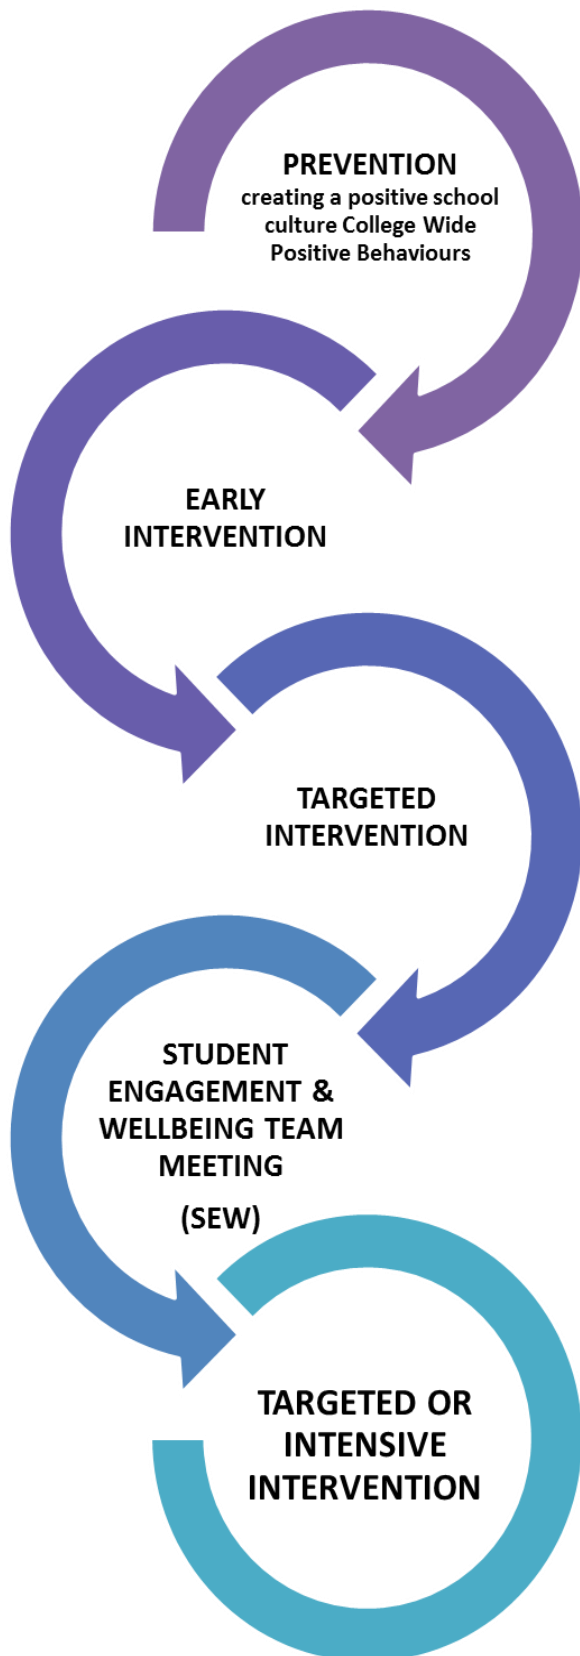 PREVENTION
creating a positive school
culture College Wide
Positive Behaviours
EARLY
INTERVENTION
TARGETED
INTERVENTION
STUDENT
ENGAGEMENT &
WELLBEING TEAM
MEETING
(SEW)
TARGETED OR
INTENSIVE
INTERVENTION